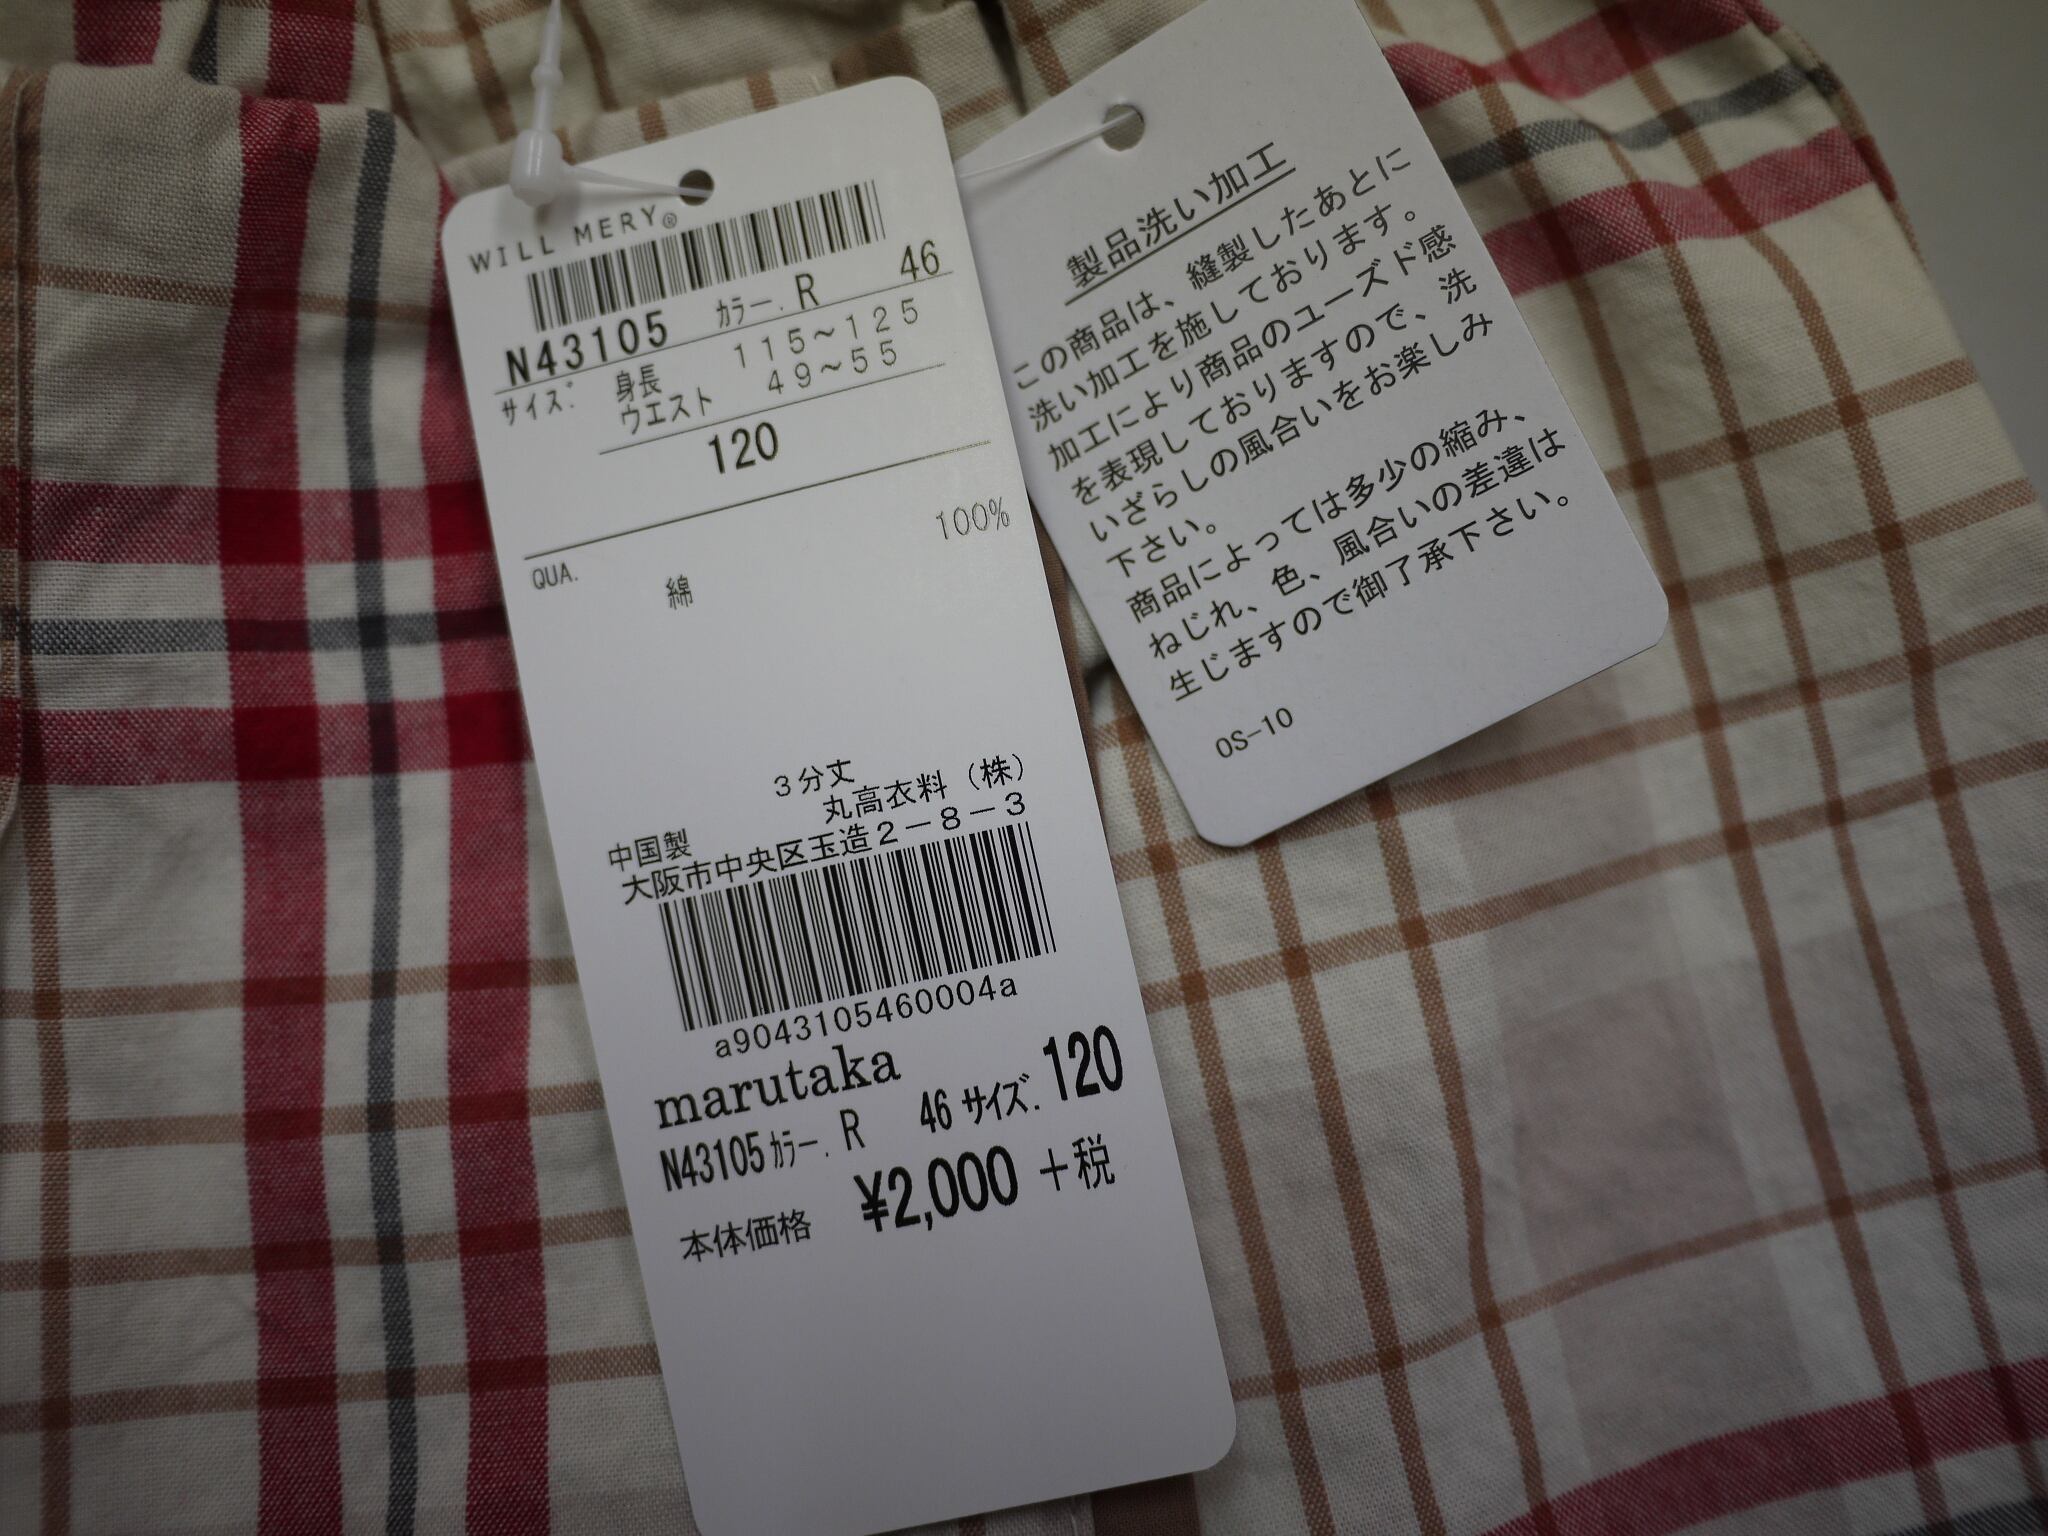 WILL MERY®
N43105 カラー. R 46
サイズ. 身長 115～125
ウエスト 49～55
120
QUA. 綿 100%
3分丈
中国製 丸高衣料（株）
大阪市中央区玉造2－8－3
a9043105460004a
marutaka
N43105 カラー. R 46 サイズ. 120
本体価格 ¥2,000 ＋税
製品洗い加工
この商品は、縫製したあとに
洗い加工を施しております。
加工により商品のユーズド感
を表現しておりますので、洗
いざらしの風合いをお楽しみ
下さい。
商品によっては多少の縮み、
ねじれ、色、風合いの差違は
生じますので御了承下さい。
OS-10